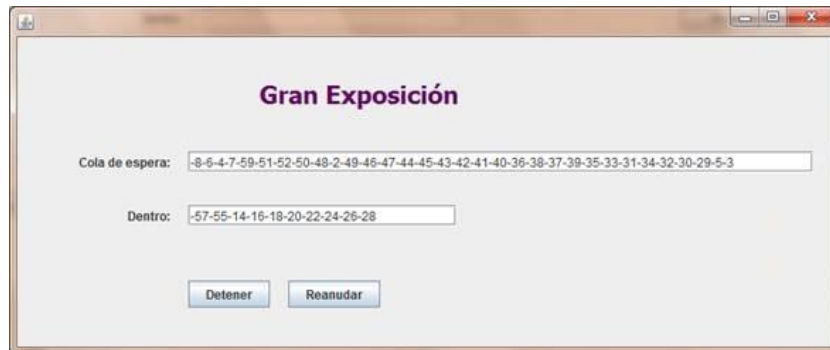 Gran Exposición
Cola de espera: -8-6-4-7-59-51-52-50-48-2-49-46-47-44-45-43-42-41-40-36-38-37-39-35-33-31-34-32-30-29-5-3
Dentro: -57-55-14-16-18-20-22-24-26-28
Detener Reanudar